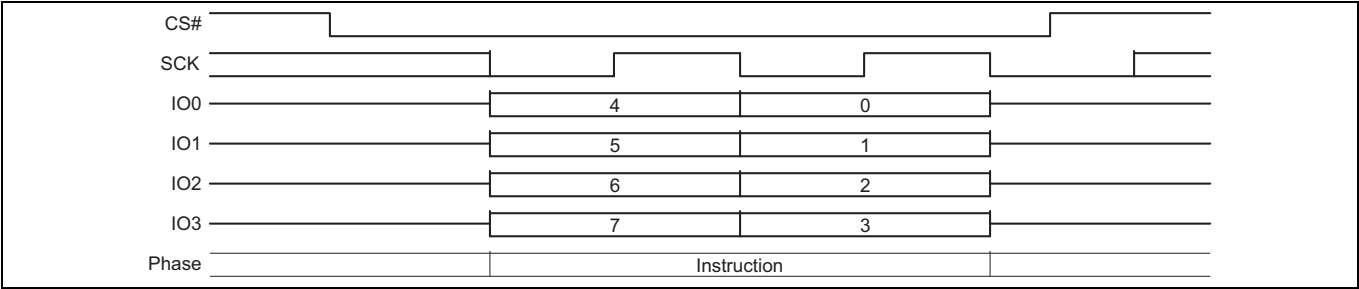 CS#
SCK
IO0 4 0
IO1 5 1
IO2 6 2
IO3 7 3
Phase Instruction